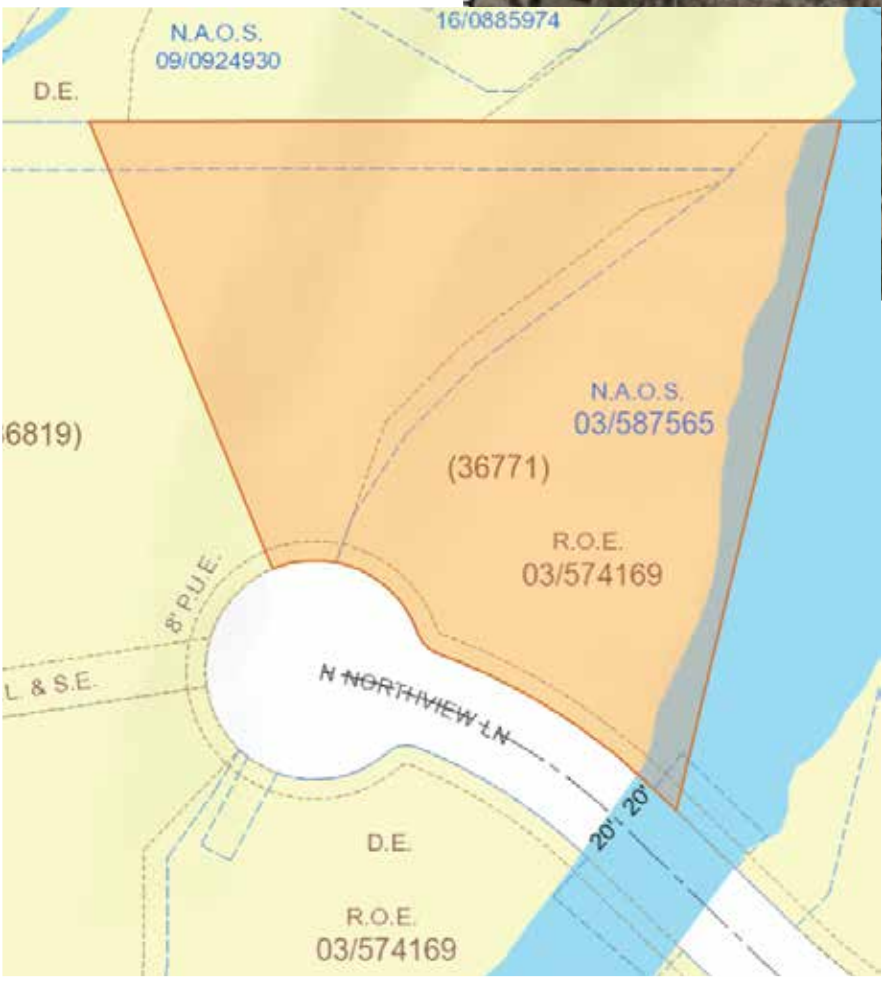 N.A.O.S.
09/0924930
16/0885974
D.E.
N.A.O.S.
03/587565
6819)
(36771)
R.O.E.
03/574169
8' P.U.E.
L. & S.E.
N NORTHVIEW LN
20' 20'
D.E.
R.O.E.
03/574169